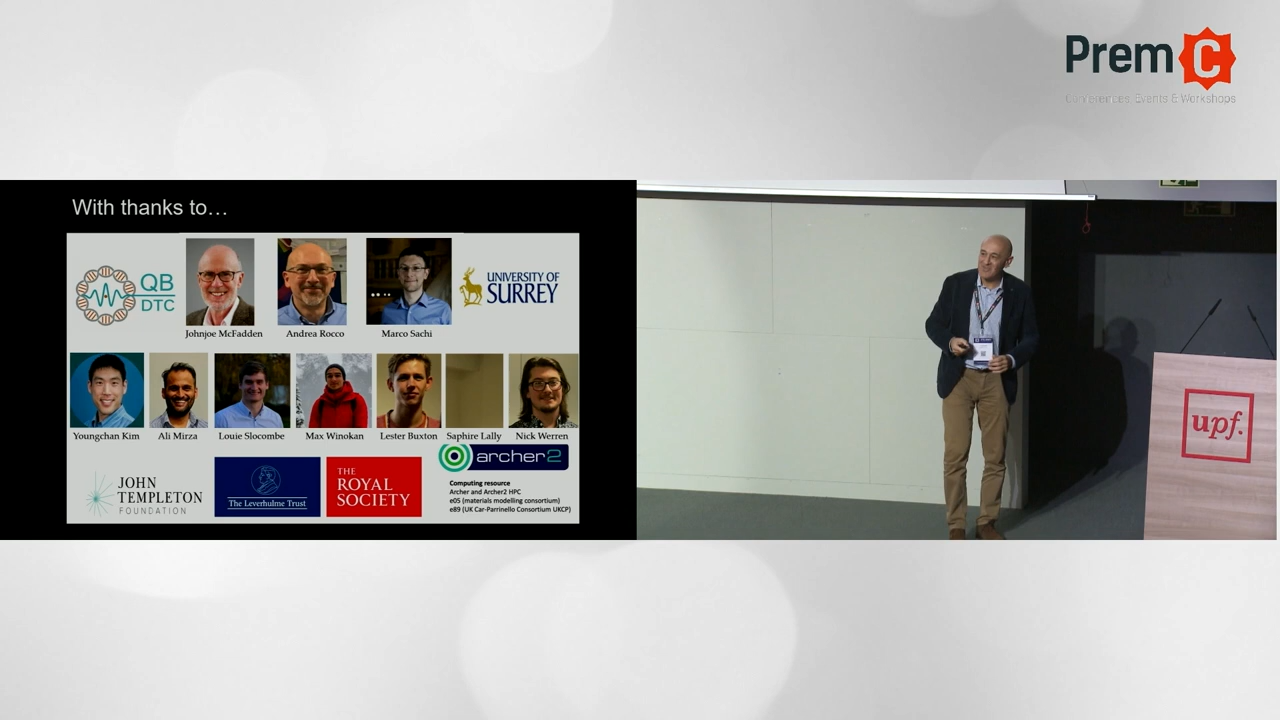 Prem C
Conferences, Events & Workshops
With thanks to…
QB
DTC
UNIVERSITY OF
SURREY
Johnjoe McFadden
Andrea Rocco
Marco Sachi
Youngchan Kim
Ali Mirza
Louie Slocombe
Max Winokan
Lester Buxton
Saphire Lally
Nick Werren
JOHN
TEMPLETON
FOUNDATION
The Leverhulme Trust
THE
ROYAL
SOCIETY
archer2
Computing resource
Archer and Archer2 HPC
e05 (materials modelling consortium)
e89 (UK Car-Parrinello Consortium UKCP)
upf.